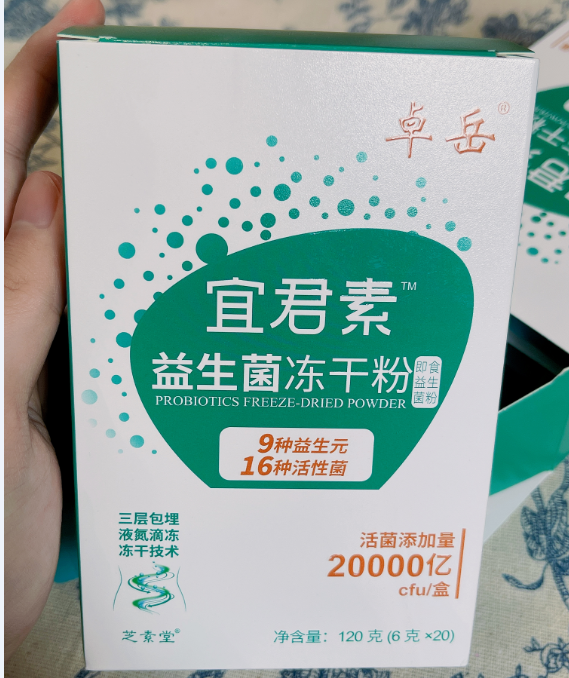 卓岳®
宜君素™
益生菌冻干粉
即食
益生
菌粉
PROBIOTICS FREEZE-DRIED POWDER
9种益生元
16种活性菌
三层包埋
液氮滴冻
冻干技术
芝素堂®
活菌添加量
20000亿
cfu/盒
净含量: 120 克 (6 克 ×20)